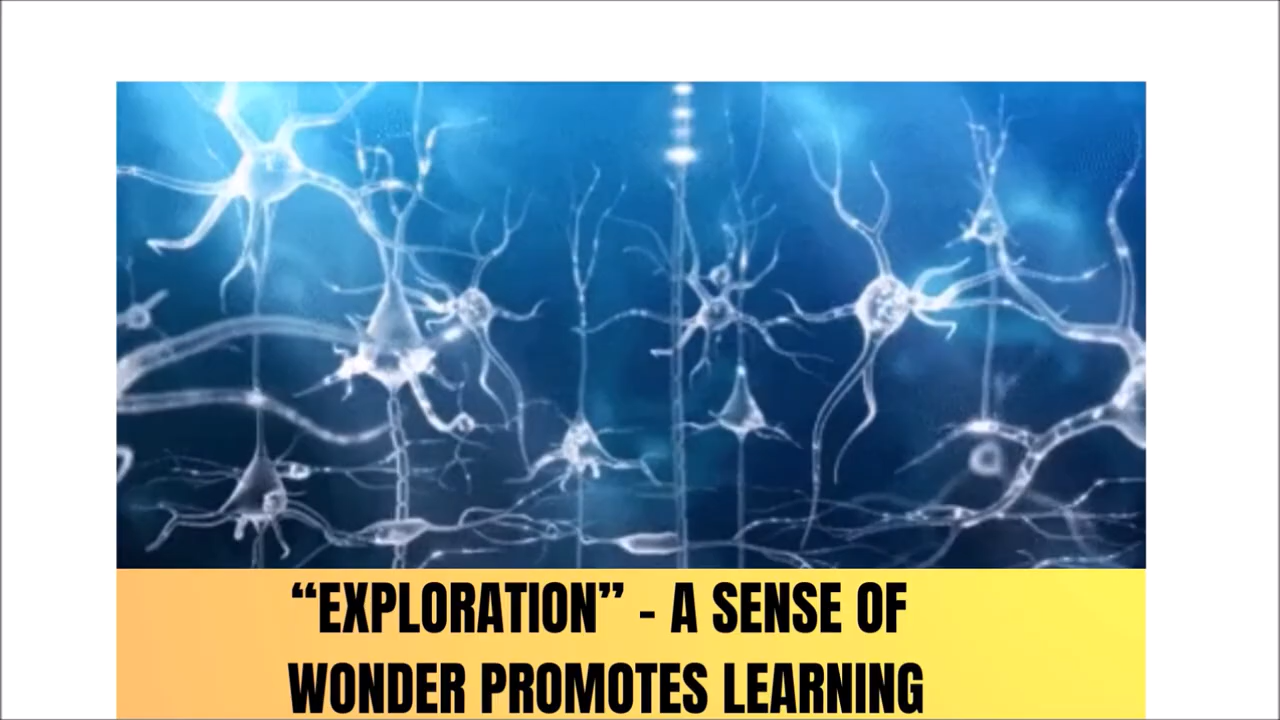 “EXPLORATION” - A SENSE OF
WONDER PROMOTES LEARNING